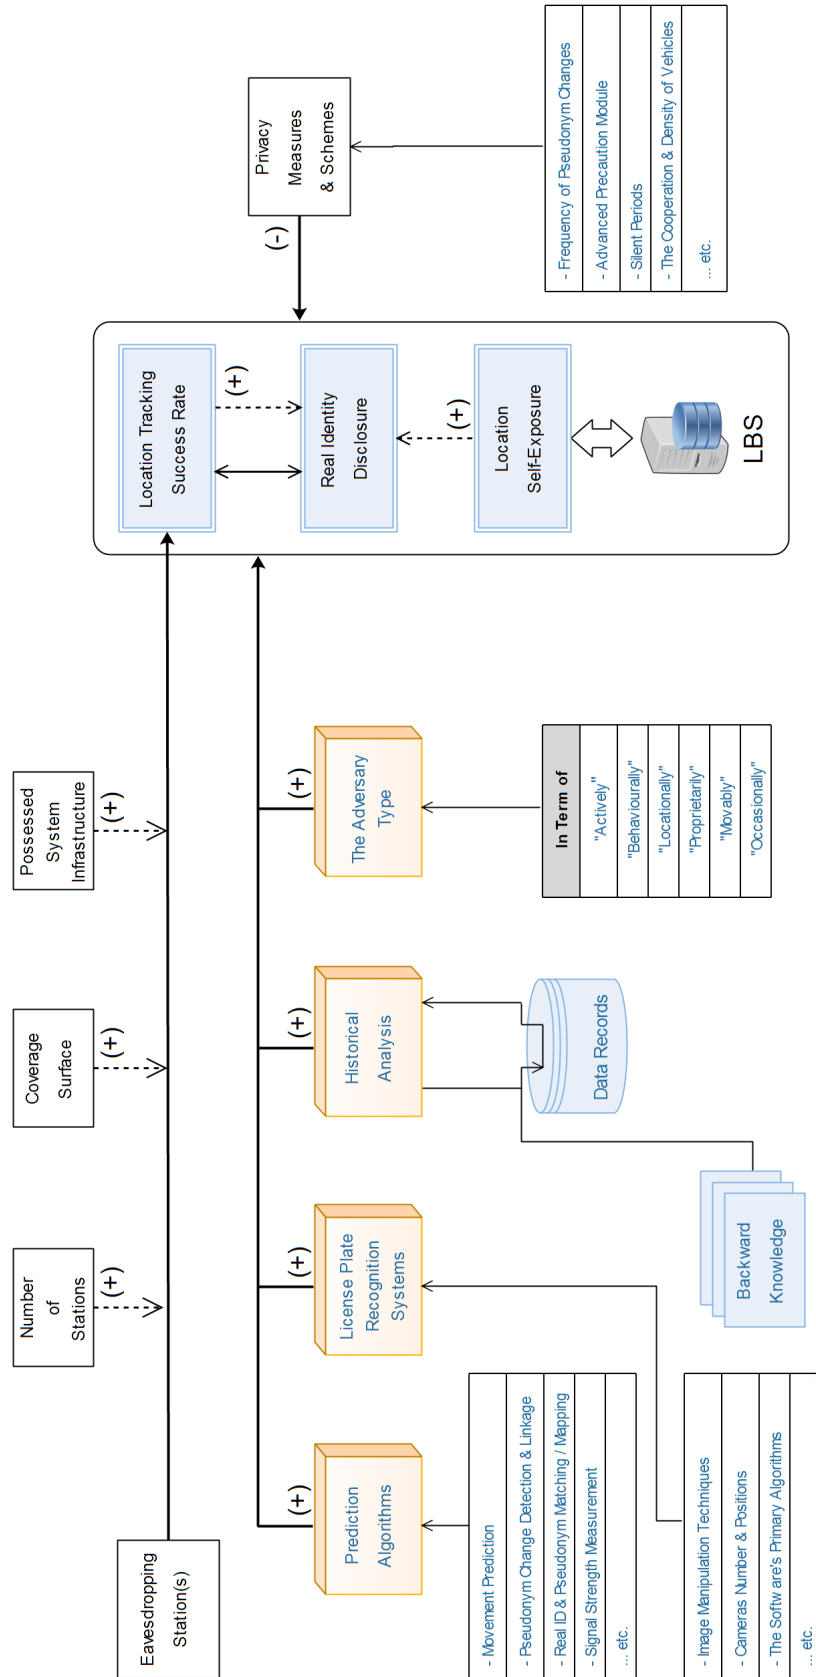 Eavesdropping
Station(s)
Number
of
Stations
(+)
Coverage
Surface
(+)
Possessed
System
Infrastructure
(+)
Prediction
Algorithms
(+)
License Plate
Recognition
Systems
(+)
Historical
Analysis
(+)
The Adversary
Type
(+)
- Movement Prediction
- Pseudonym Change Detection & Linkage
- Real ID & Pseudonym Matching / Mapping
- Signal Strength Measurement
... etc.
- Image Manipulation Techniques
- Cameras Number & Positions
- The Software's Primary Algorithms
... etc.
Backward
Knowledge
Data Records
In Term of
"Actively"
"Behaviourally"
"Locationally"
"Proprietarily"
"Movably"
"Occasionally"
Location Tracking
Success Rate
(+)
Real Identity
Disclosure
(+)
Location
Self-Exposure
LBS
(-)
Privacy
Measures
& Schemes
- Frequency of Pseudonym Changes
- Advanced Precaution Module
- Silent Periods
- The Cooperation & Density of Vehicles
... etc.